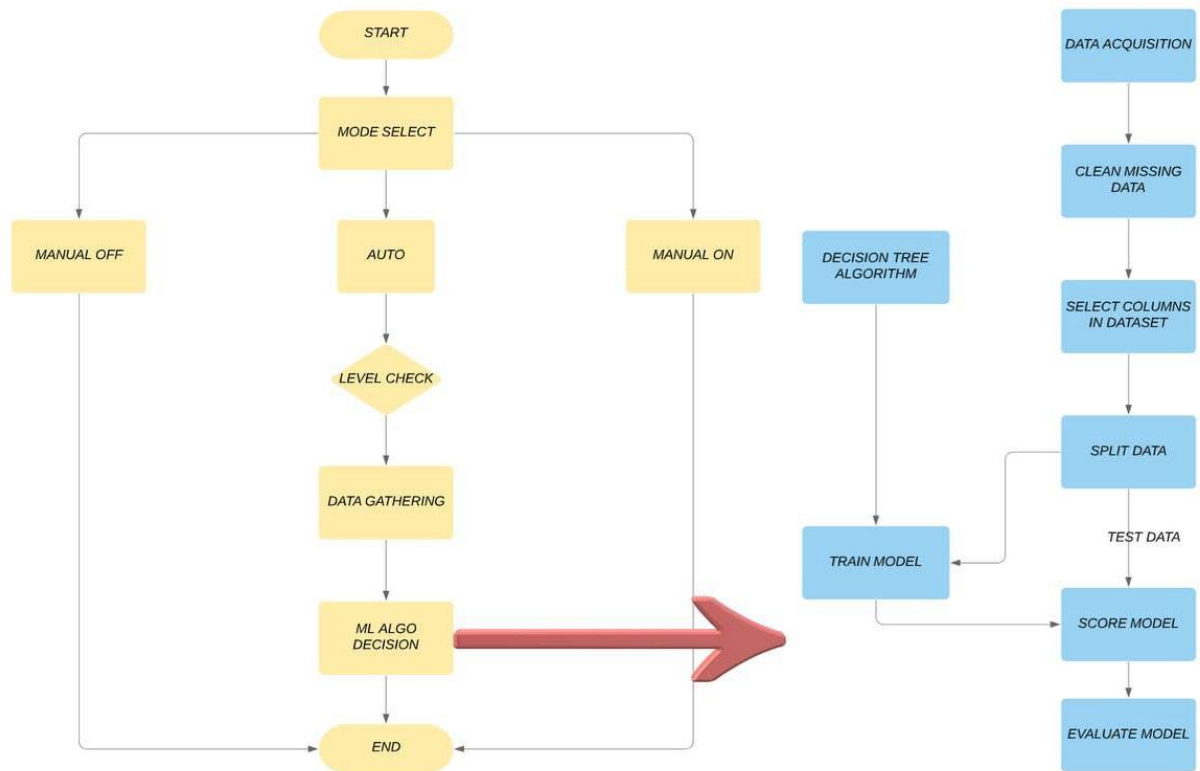 START
MODE SELECT
MANUAL OFF
AUTO
MANUAL ON
LEVEL CHECK
DATA GATHERING
ML ALGO
DECISION
END
DECISION TREE
ALGORITHM
TRAIN MODEL
DATA ACQUISITION
CLEAN MISSING
DATA
SELECT COLUMNS
IN DATASET
SPLIT DATA
TEST DATA
SCORE MODEL
EVALUATE MODEL